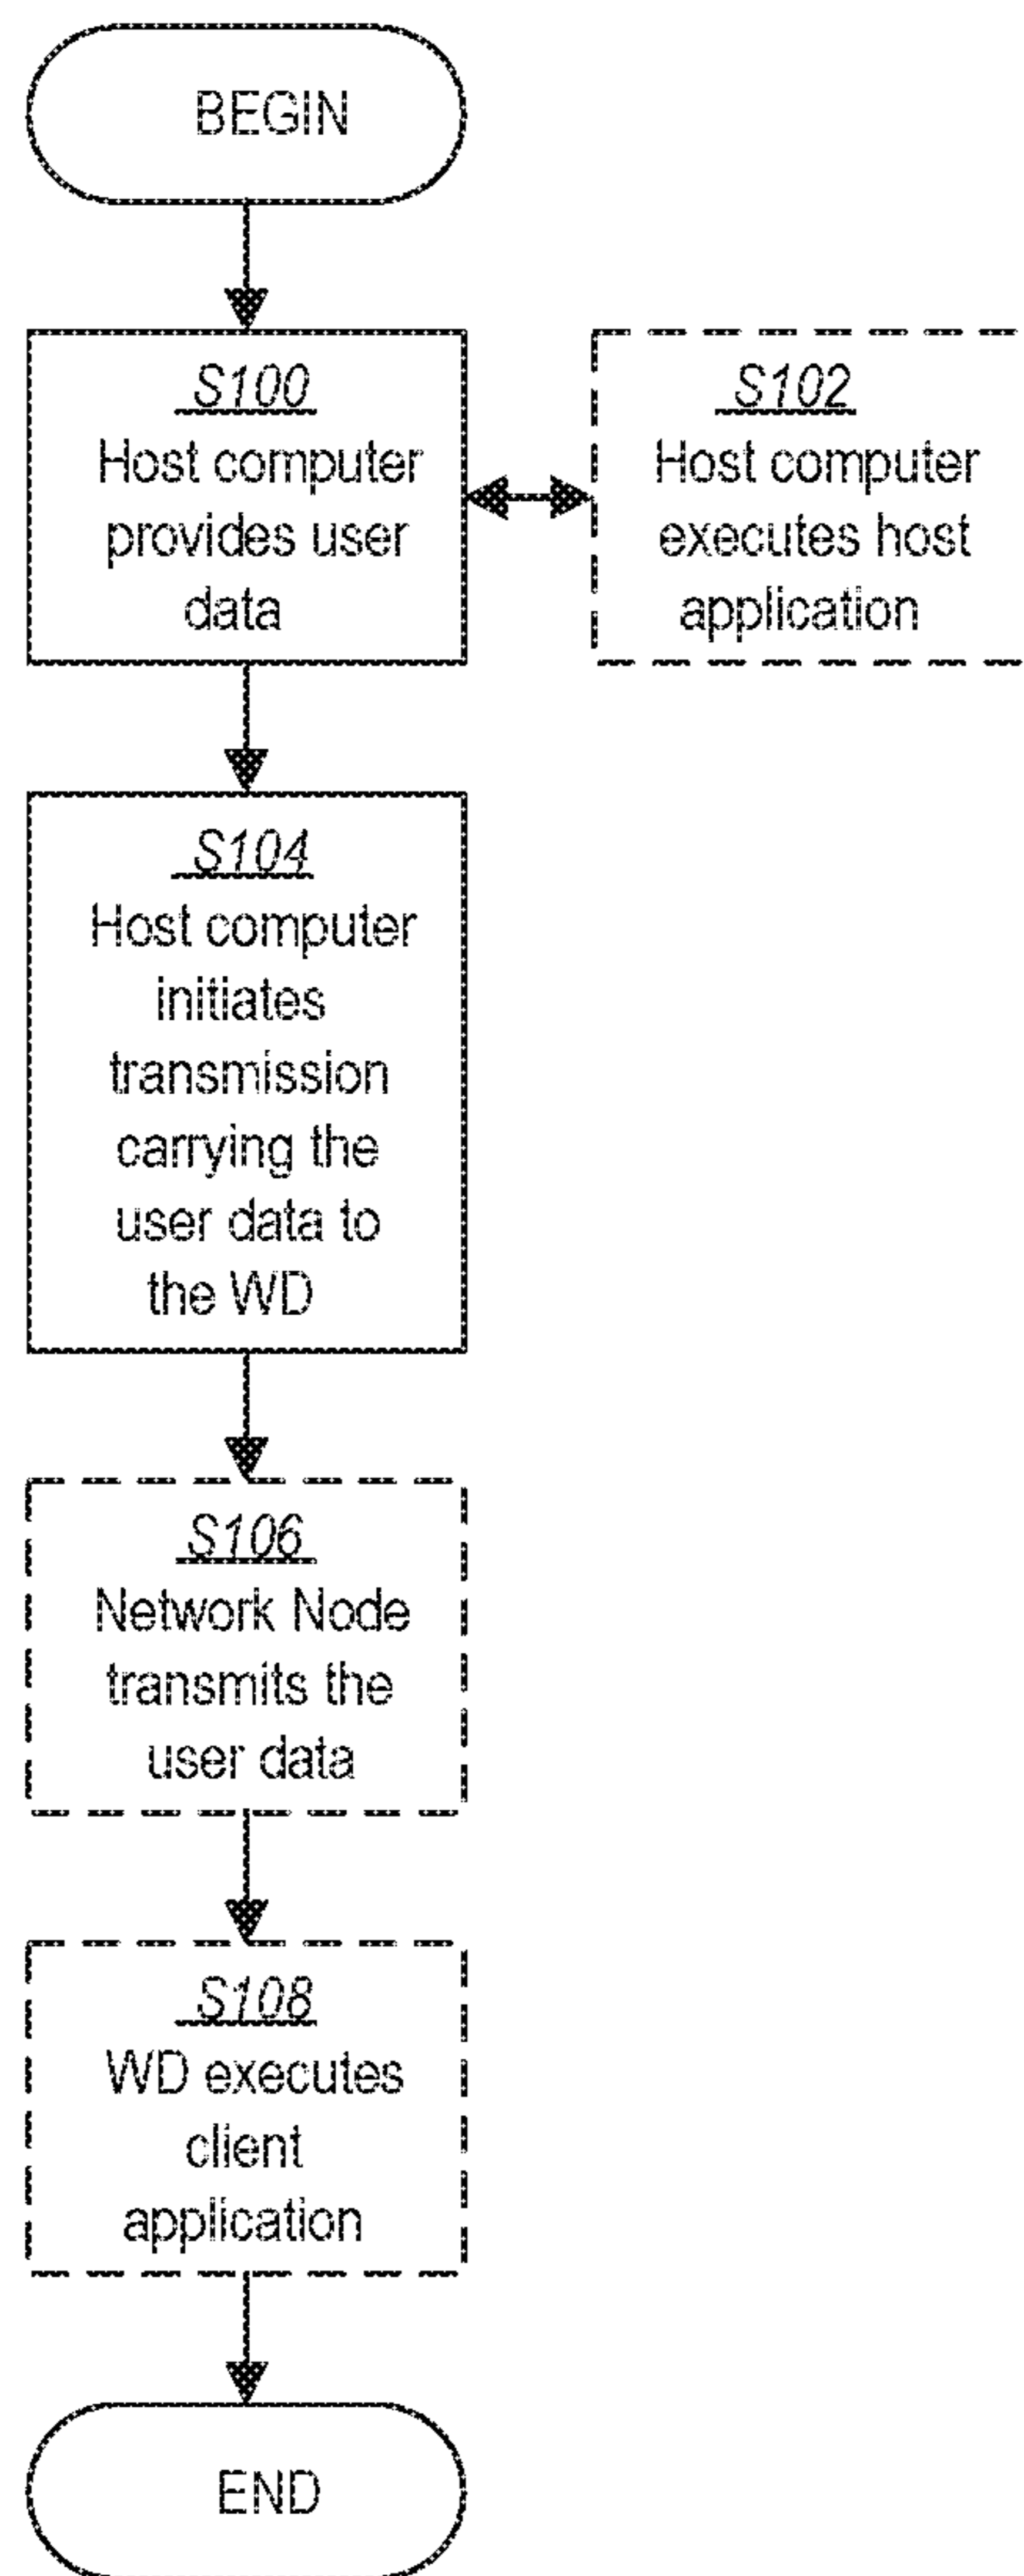 BEGIN
S100
Host computer
provides user
data
S102
Host computer
executes host
application
S104
Host computer
initiates
transmission
carrying the
user data to
the WD
S106
Network Node
transmits the
user data
S108
WD executes
client
application
END